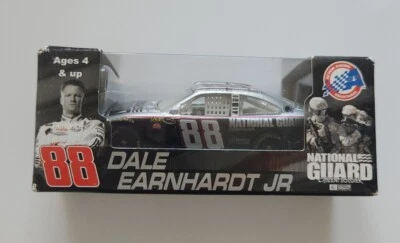 Ages 4
& up
88
NATIONAL GUARD
88 DALE
EARNHARDT JR
NATIONAL
GUARD